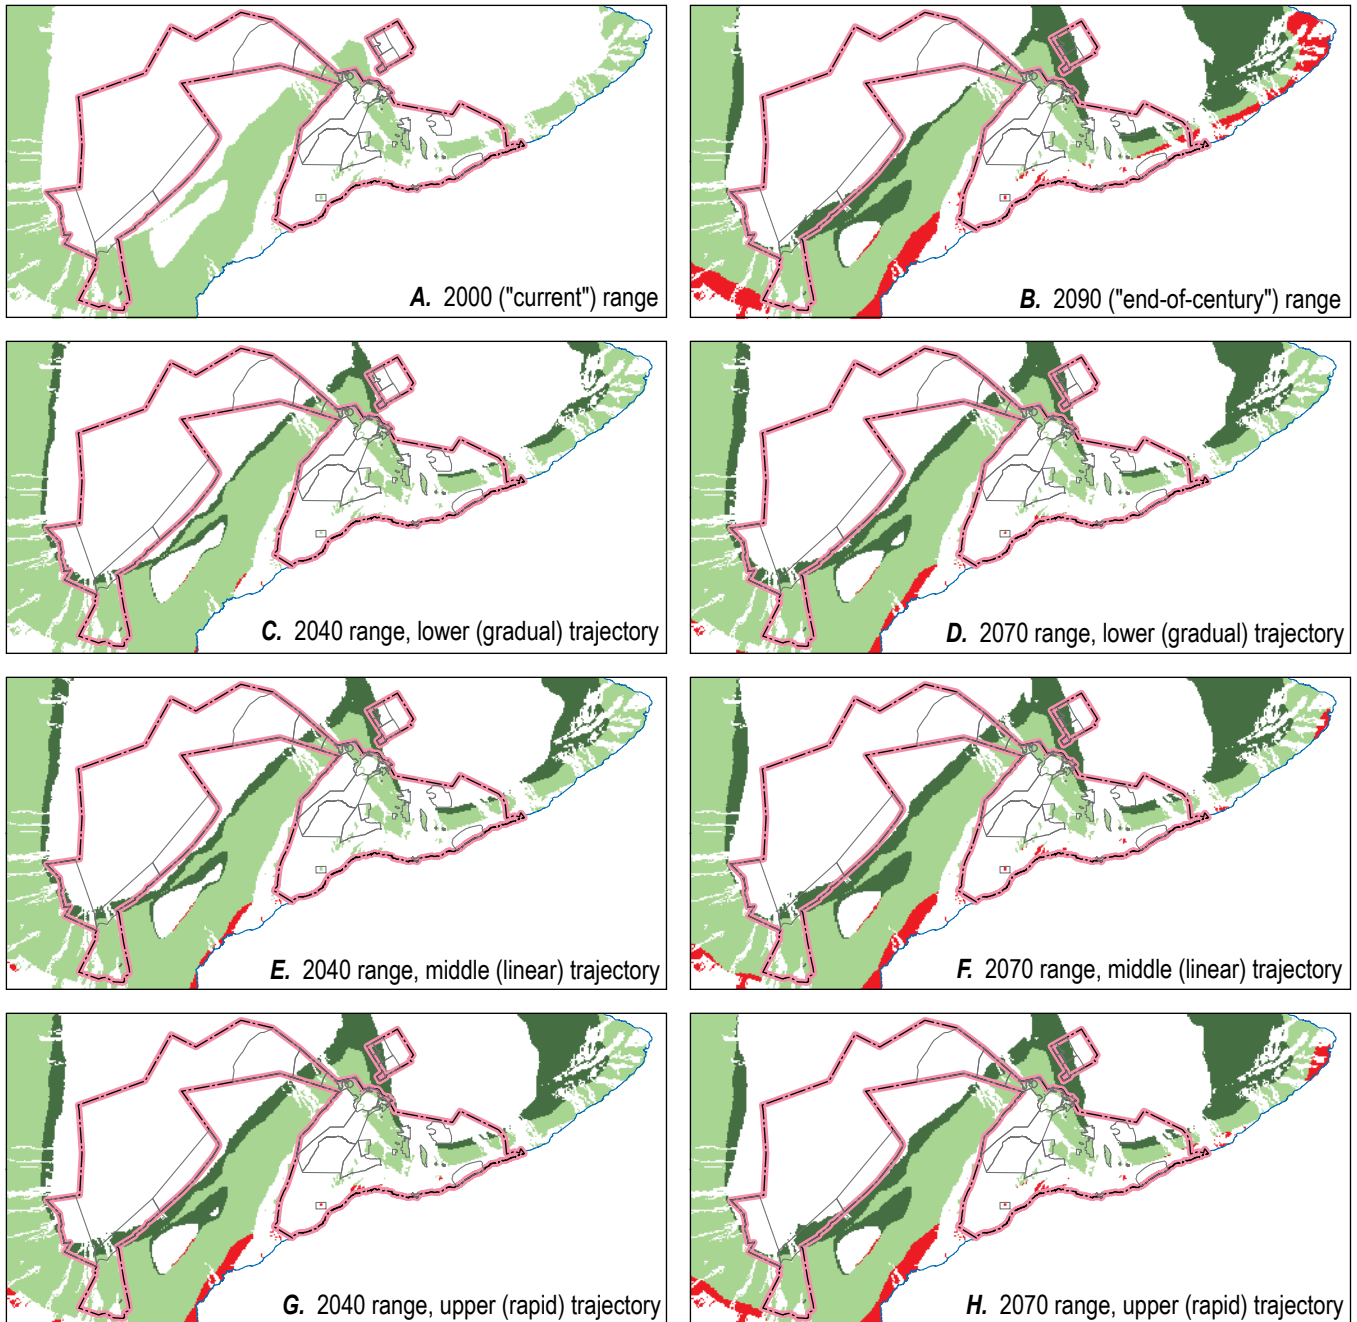 A. 2000 ("current") range
B. 2090 ("end-of-century") range
C. 2040 range, lower (gradual) trajectory
D. 2070 range, lower (gradual) trajectory
E. 2040 range, middle (linear) trajectory
F. 2070 range, middle (linear) trajectory
G. 2040 range, upper (rapid) trajectory
H. 2070 range, upper (rapid) trajectory